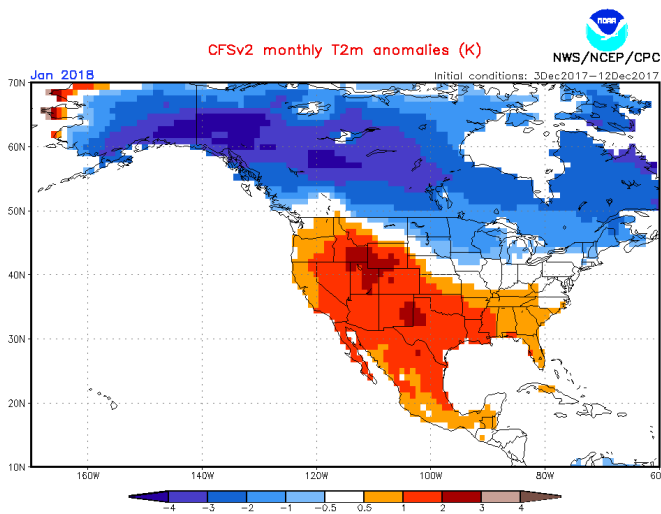 NOAA
CFSv2 monthly T2m anomalies (K)
NWS/NCEP/CPC
Jan 2018
Initial conditions: 3Dec2017–12Dec2017
70N
60N
50N
40N
30N
20N
10N
160W 140W 120W 100W 80W 60
-4 -3 -2 -1 -0.5 0.5 1 2 3 4